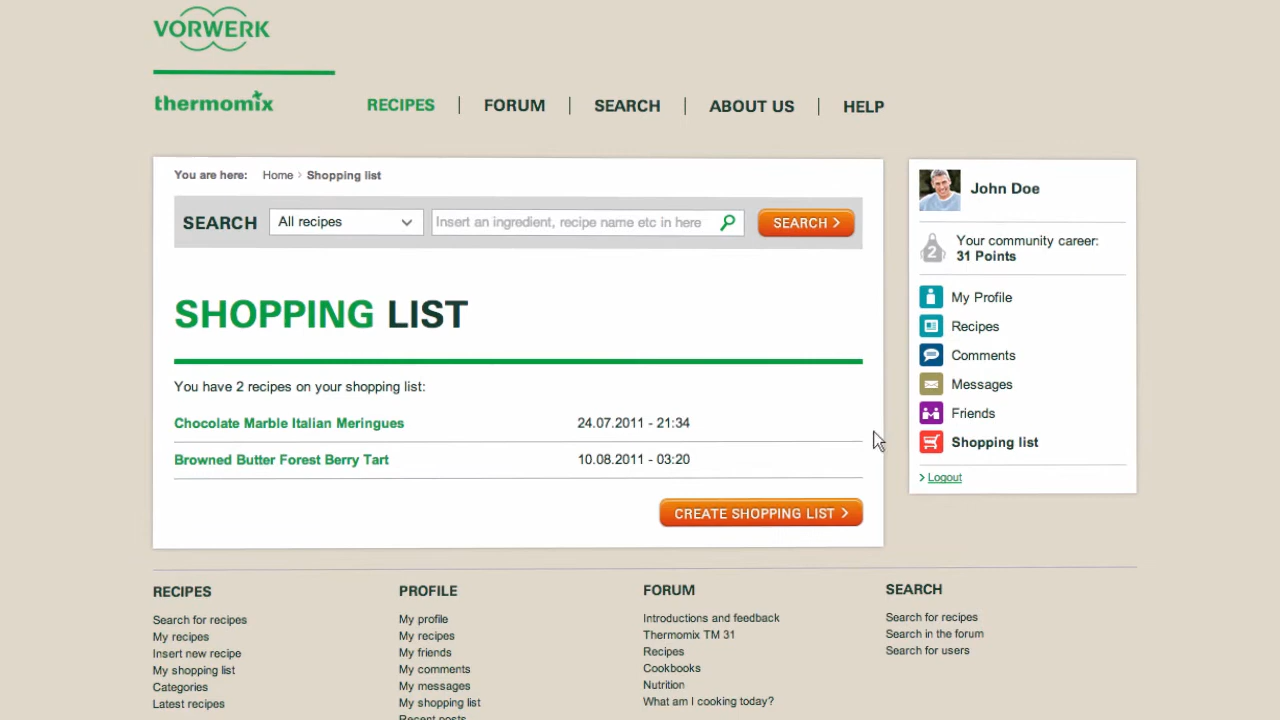 VORWERK
thermomix
RECIPES | FORUM | SEARCH | ABOUT US | HELP
You are here: Home › Shopping list
SEARCH All recipes Insert an ingredient, recipe name etc in here SEARCH >
SHOPPING LIST
You have 2 recipes on your shopping list:
Chocolate Marble Italian Meringues 24.07.2011 - 21:34
Browned Butter Forest Berry Tart 10.08.2011 - 03:20
CREATE SHOPPING LIST >
John Doe
2
Your community career:
31 Points
My Profile
Recipes
Comments
Messages
Friends
Shopping list
> Logout
RECIPES
Search for recipes
My recipes
Insert new recipe
My shopping list
Categories
Latest recipes
PROFILE
My profile
My recipes
My friends
My comments
My messages
My shopping list
Recent posts
FORUM
Introductions and feedback
Thermomix TM 31
Recipes
Cookbooks
Nutrition
What am I cooking today?
SEARCH
Search for recipes
Search in the forum
Search for users